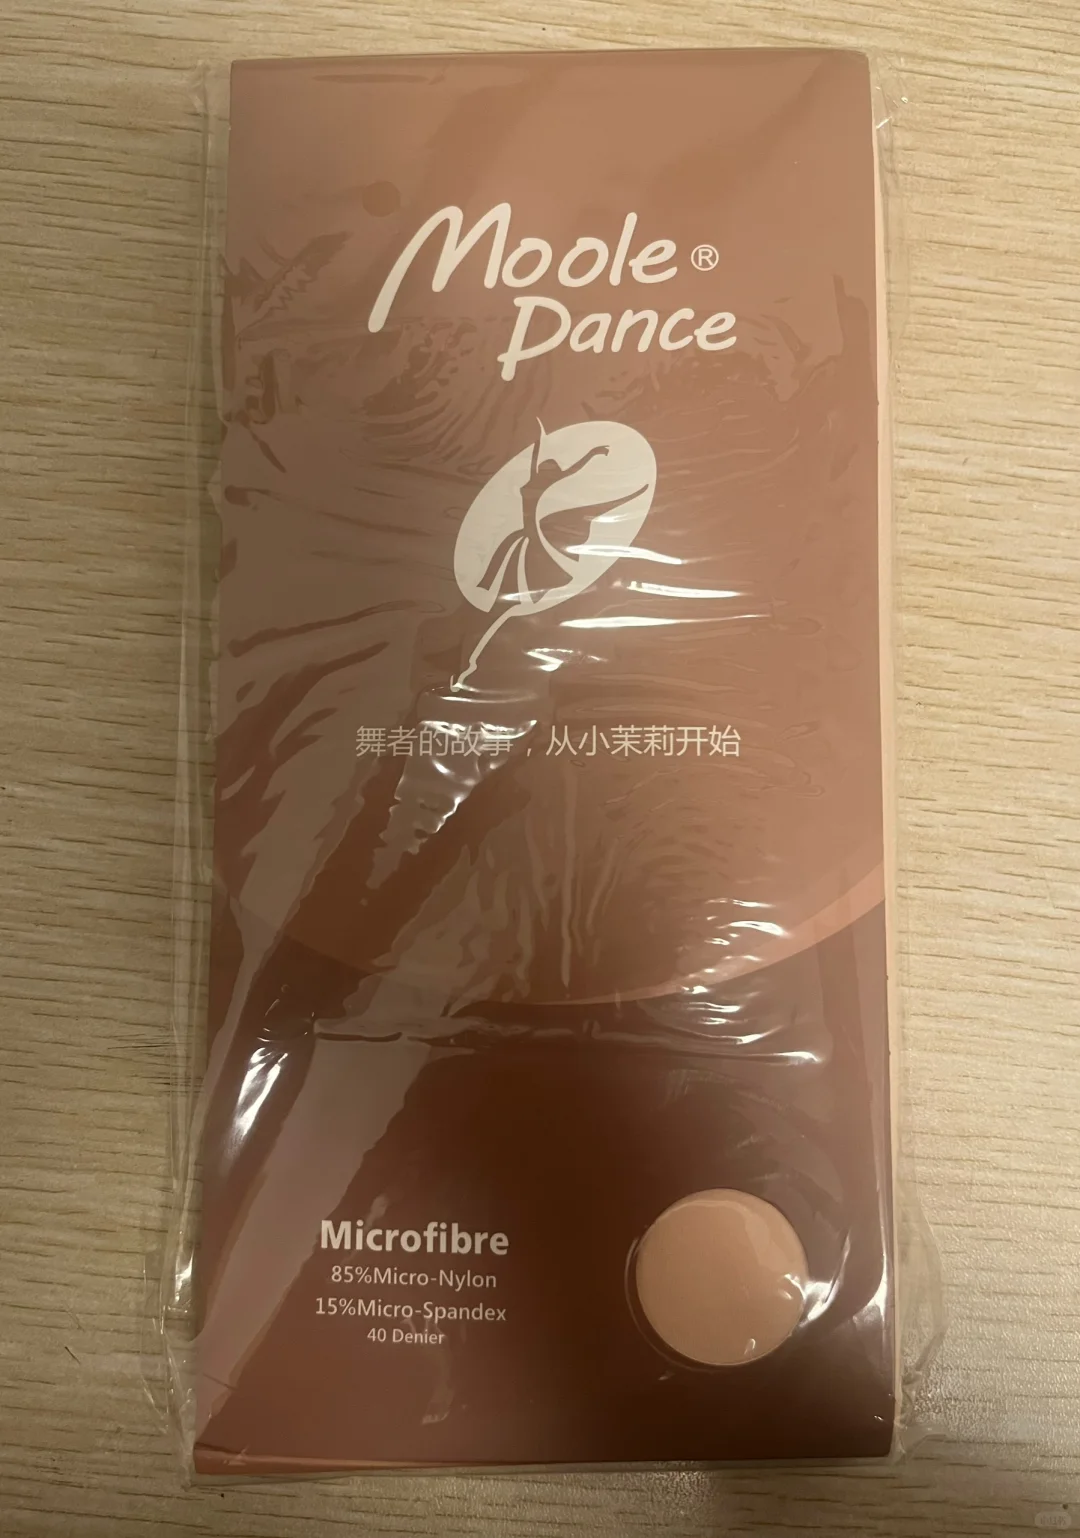 Moole®
Dance
舞者的故事，从小茉莉开始
Microfibre
85%Micro-Nylon
15%Micro-Spandex
40 Denier